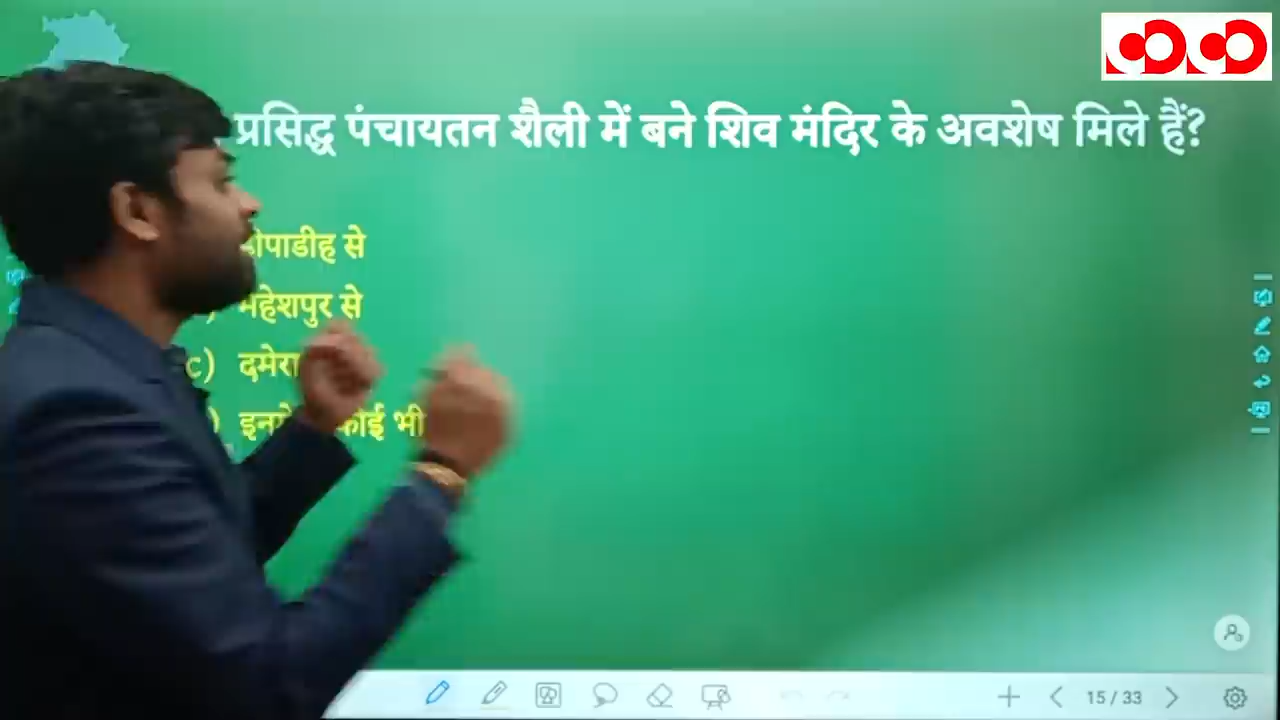 प्रसिद्ध पंचायतन शैली में बने शिव मंदिर के अवशेष मिले हैं?
से
महेशपुर से
c) दमेरा
कोई भी
15 / 33